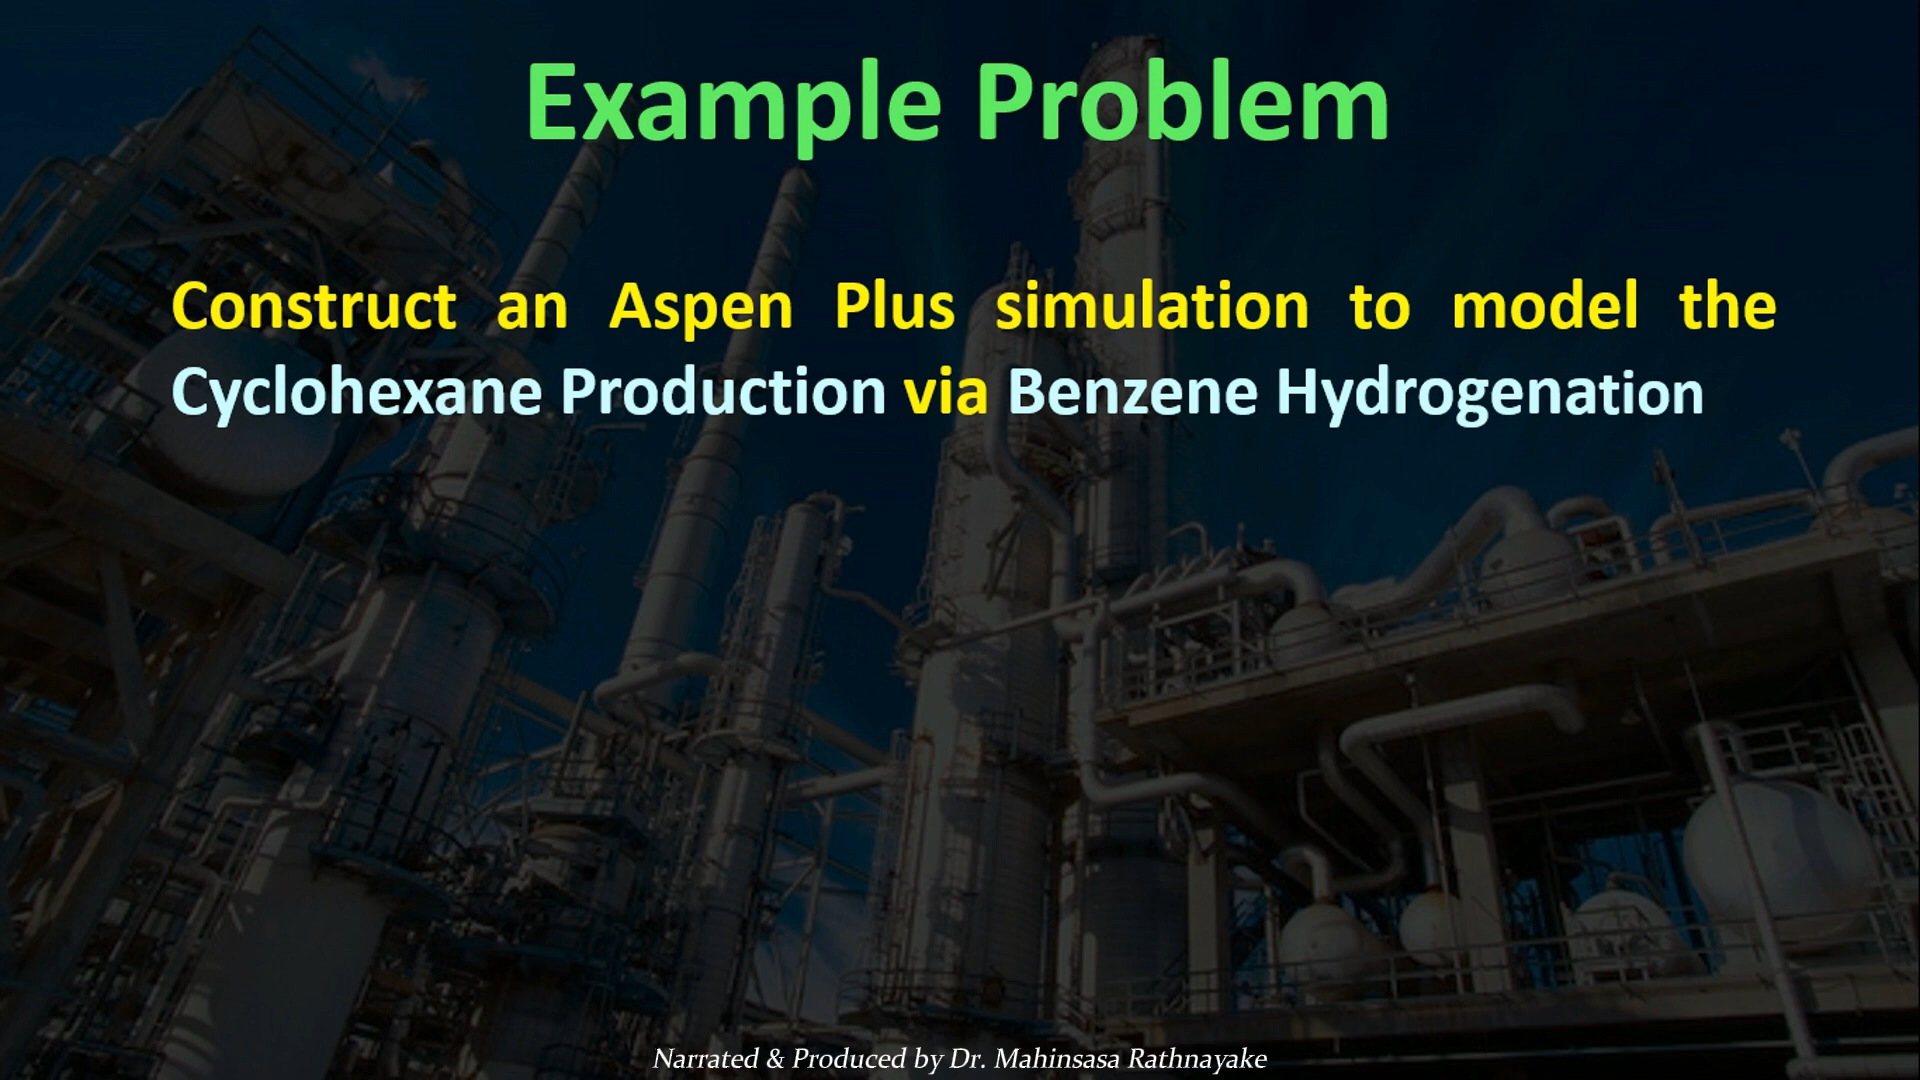 Example Problem
Construct an Aspen Plus simulation to model the
Cyclohexane Production via Benzene Hydrogenation
Narrated & Produced by Dr. Mahinsasa Rathnayake